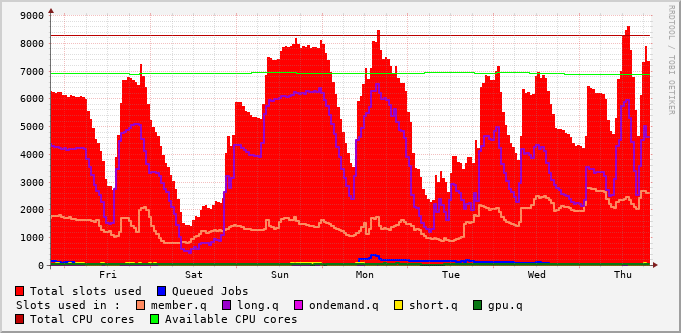 9000
8000
7000
6000
5000
4000
3000
2000
1000
0
Fri Sat Sun Mon Tue Wed Thu
RRDTOOL / TOBI OETIKER
Total slots used Queued Jobs
Slots used in : member.q long.q ondemand.q short.q gpu.q
Total CPU cores Available CPU cores